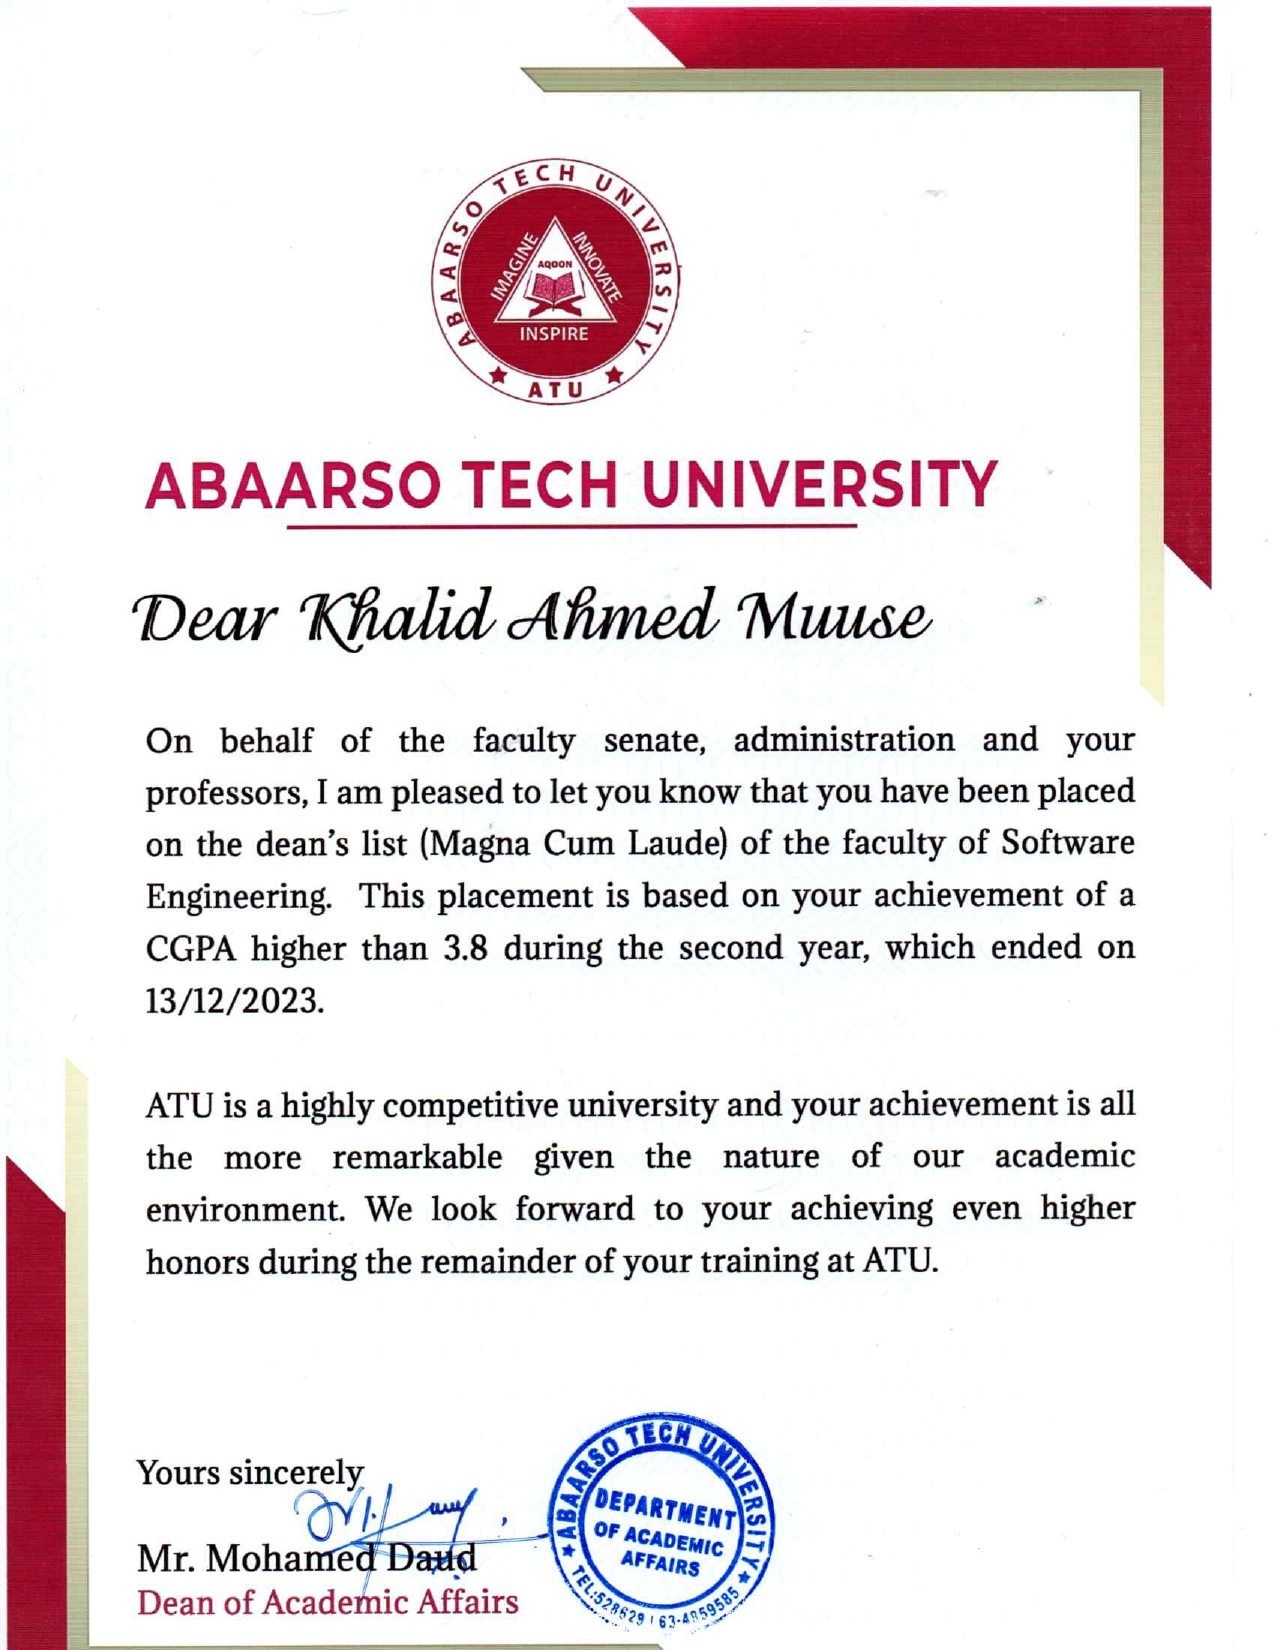 ABAARSO TECH UNIVERSITY
IMAGINE
INNOVATE
AQOON
INSPIRE
ATU
ABAARSO TECH UNIVERSITY
Dear Khalid Ahmed Muuse
On behalf of the faculty senate, administration and your
professors, I am pleased to let you know that you have been placed
on the dean's list (Magna Cum Laude) of the faculty of Software
Engineering. This placement is based on your achievement of a
CGPA higher than 3.8 during the second year, which ended on
13/12/2023.
ATU is a highly competitive university and your achievement is all
the more remarkable given the nature of our academic
environment. We look forward to your achieving even higher
honors during the remainder of your training at ATU.
Yours sincerely
Mr. Mohamed Daud
Dean of Academic Affairs
ABAARSO TECH UNIVERSITY
DEPARTMENT
OF ACADEMIC
AFFAIRS
TEL:528629 | 63-4859585